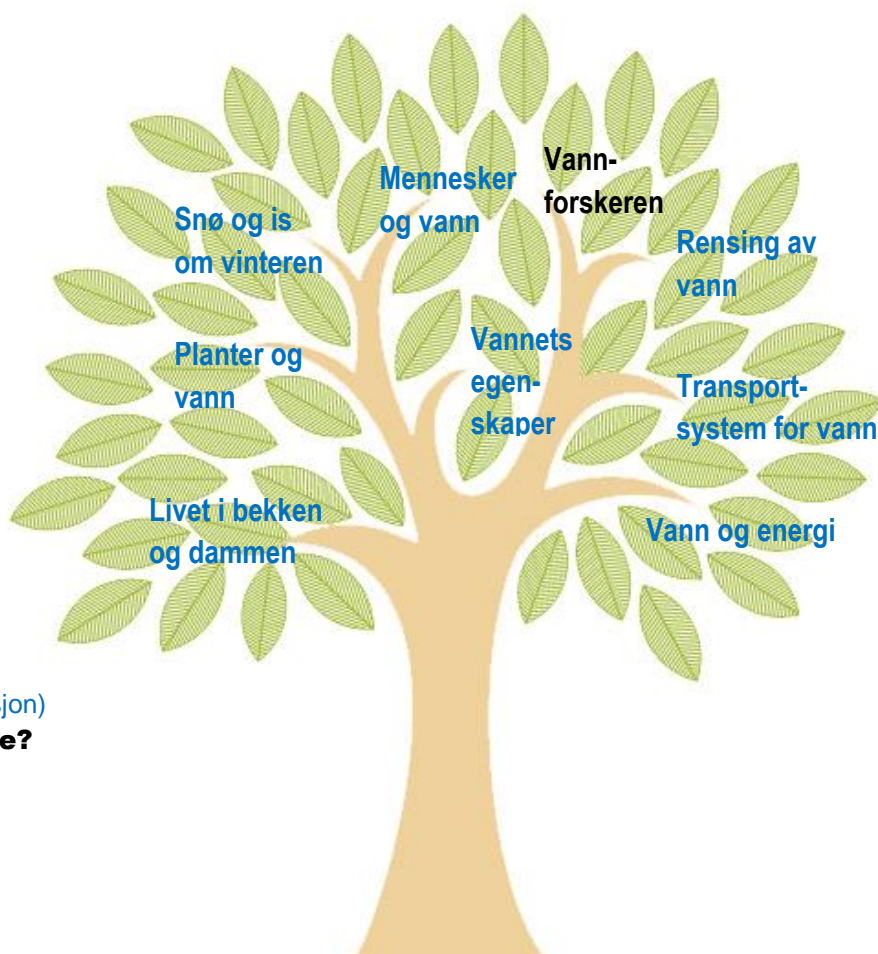 Mennesker
og vann
Vann-
forskeren
Snø og is
om vinteren
Rensing av
vann
Planter og
vann
Vannets
egen-
skaper
Transport-
system for vann
Livet i bekken
og dammen
Vann og energi
sjon)
e?